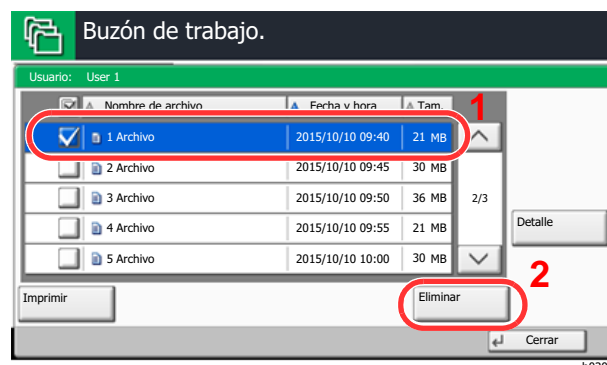 Buzón de trabajo.
Usuario: User 1
Nombre de archivo Fecha y hora Tam. 1
1 Archivo 2015/10/10 09:40 21 MB
2 Archivo 2015/10/10 09:45 30 MB
3 Archivo 2015/10/10 09:50 36 MB 2/3
4 Archivo 2015/10/10 09:55 21 MB Detalle
5 Archivo 2015/10/10 10:00 30 MB
2
Imprimir Eliminar
Cerrar